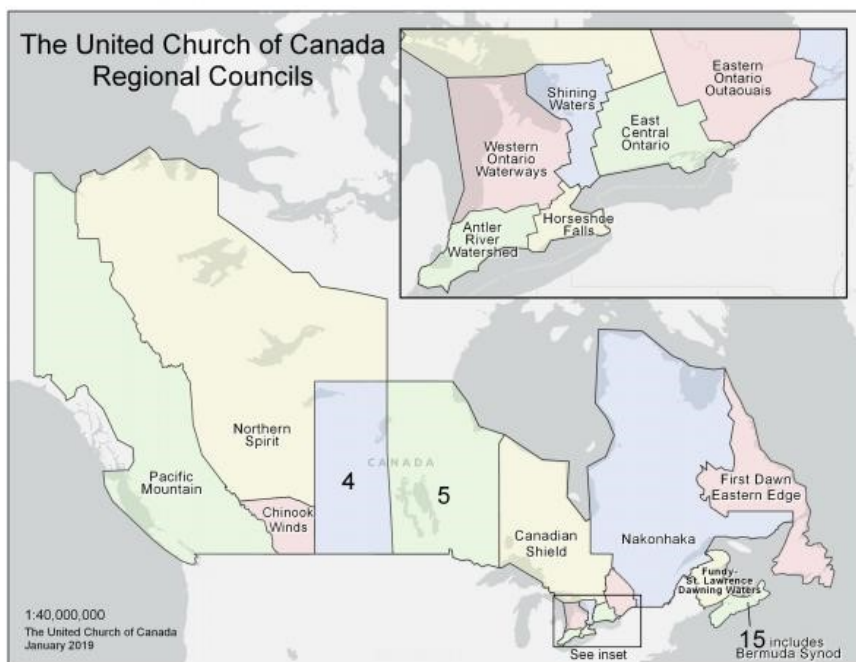 The United Church of Canada
Regional Councils
Shining
Waters
Eastern
Ontario
Outaouais
Western
Ontario
Waterways
East
Central
Ontario
Antler
River
Watershed
Horseshoe
Falls
Northern
Spirit
CANADA
Pacific
Mountain
4
5
Chinook
Winds
Canadian
Shield
Nakonhaka
First Dawn
Eastern Edge
Fundy-
St. Lawrence
Dawning Waters
1:40,000,000
The United Church of Canada
January 2019
See inset
15 includes
Bermuda Synod